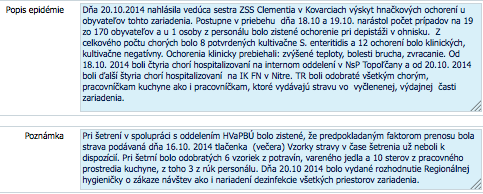 Popis epidémie
Dňa 20.10.2014 nahlásila vedúca sestra ZSS Clementia v Kovarciach výskyt hnačkových ochorení u
obyvateľov tohto zariadenia. Postupne v priebehu dňa 18.10 a 19.10. narástol počet prípadov na 19
zo 170 obyvateľov a u 1 osoby z personálu bolo zistené ochorenie pri depistáži v ohnisku. Z
celkového počtu chorých bolo 8 potvrdených kultivačne S. enteritidis a 12 ochorení bolo klinických,
kultivačne negatívny. Ochorenia klinicky prebiehali: zvýšené teploty, bolesti brucha, zvracanie. Od
18.10. 2014 boli štyria chorí hospitalizovaní na internom oddelení v NsP Topoľčany a od 20.10. 2014
boli ďalší štyria chorí hospitalizovaní na IK FN v Nitre. TR boli odobraté všetkým chorým,
pracovníčkam kuchyne ako i pracovníčkam, ktoré vydávajú stravu vo vyčlenenej, výdajnej časti
zariadenia.
Poznámka
Pri šetrení v spolupráci s oddelením HVaPBÚ bolo zistené, že predpokladaným faktorom prenosu bola
strava podávaná dňa 16.10. 2014 tlačenka (večera) Vzorky stravy v čase šetrenia už neboli k
dispozícií. Pri šetrní bolo odobratých 6 vzoriek z potravín, vareného jedla a 10 sterov z pracovného
prostredia kuchyne, z toho 3 z rúk personálu. Dňa 20.10 2014 bolo vydané rozhodnutie Regionálnej
hygieničky o zákaze návštev ako i nariadení dezinfekcie všetkých priestorov zariadenia.